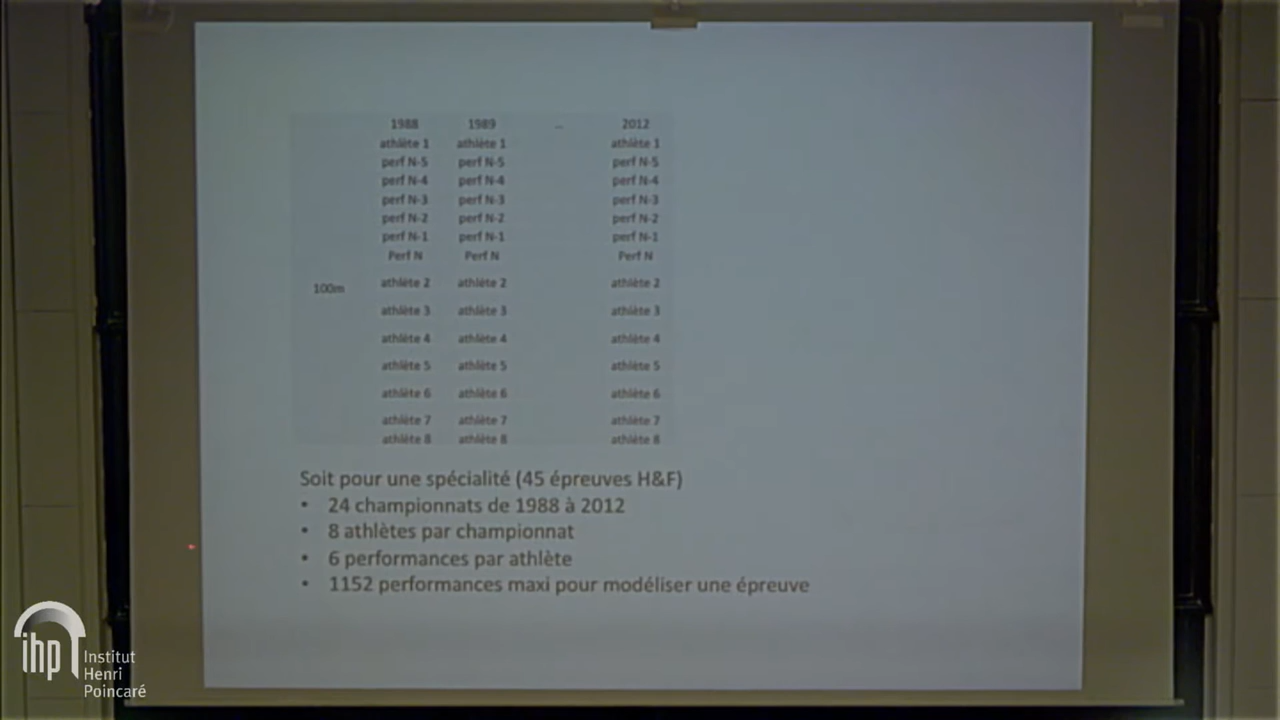 1988 1989 ... 2012
athlète 1 athlète 1 athlète 1
perf N-5 perf N-5 perf N-5
perf N-4 perf N-4 perf N-4
perf N-3 perf N-3 perf N-3
perf N-2 perf N-2 perf N-2
perf N-1 perf N-1 perf N-1
Perf N Perf N Perf N
athlète 2 athlète 2 athlète 2
100m
athlète 3 athlète 3 athlète 3
athlète 4 athlète 4 athlète 4
athlète 5 athlète 5 athlète 5
athlète 6 athlète 6 athlète 6
athlète 7 athlète 7 athlète 7
athlète 8 athlète 8 athlète 8
Soit pour une spécialité (45 épreuves H&F)
• 24 championnats de 1988 à 2012
• 8 athlètes par championnat
• 6 performances par athlète
• 1152 performances maxi pour modéliser une épreuve
ihp
Institut
Henri
Poincaré